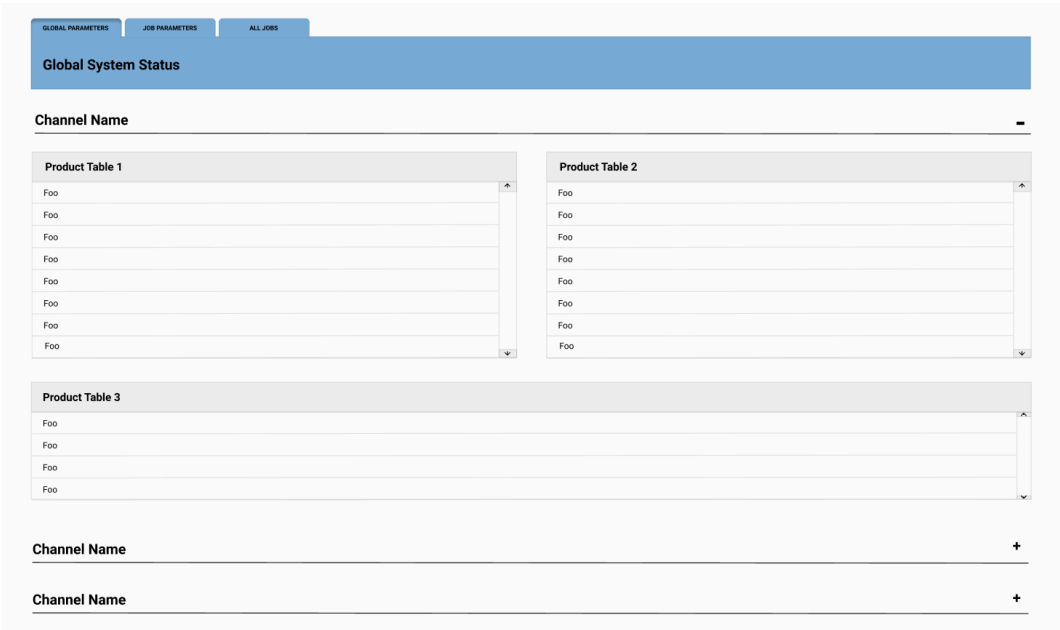 GLOBAL PARAMETERS JOB PARAMETERS ALL JOBS
Global System Status
Channel Name -
Product Table 1
Foo
Foo
Foo
Foo
Foo
Foo
Foo
Foo
Product Table 2
Foo
Foo
Foo
Foo
Foo
Foo
Foo
Foo
Product Table 3
Foo
Foo
Foo
Foo
Channel Name +
Channel Name +